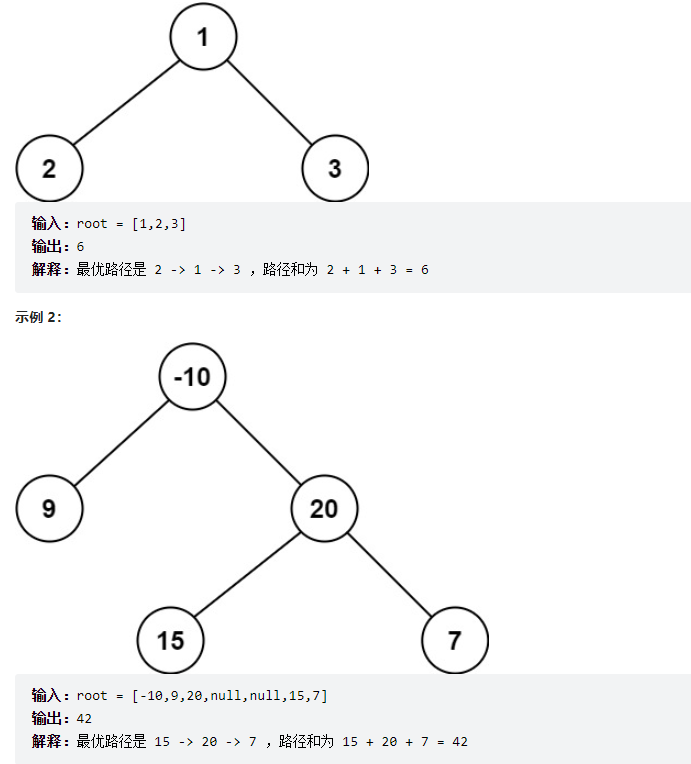 1
2 3
输入：root = [1,2,3]
输出：6
解释：最优路径是 2 -> 1 -> 3 ，路径和为 2 + 1 + 3 = 6
示例 2：
-10
9 20
15 7
输入：root = [-10,9,20,null,null,15,7]
输出：42
解释：最优路径是 15 -> 20 -> 7 ，路径和为 15 + 20 + 7 = 42